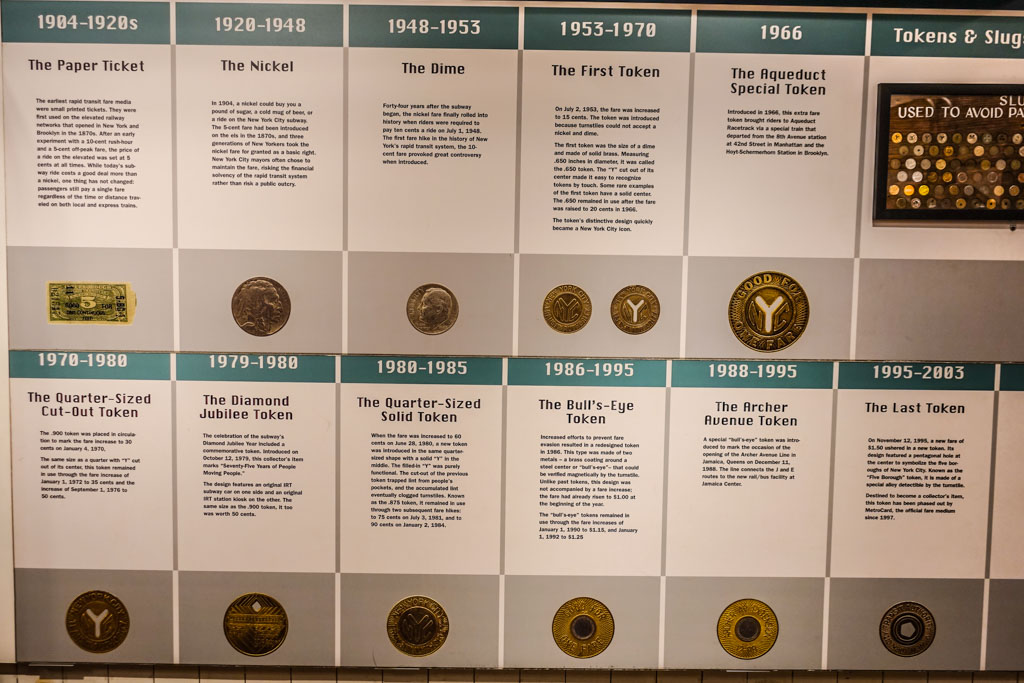 1904-1920s
The Paper Ticket
The earliest rapid transit fare media
were small printed tickets. They were
first used on the elevated railway
networks that opened in New York and
Brooklyn in the 1870s. After an early
experiment with a 10-cent rush-hour
and a 5-cent off-peak fare, the price of
a ride on the elevated was set at 5
cents at all times. While today's sub-
way ride costs a good deal more than
a nickel, one thing has not changed:
passengers still pay a single fare
regardless of the time or distance trav-
eled on both local and express trains.
5
1920-1948
The Nickel
In 1904, a nickel could buy you a
pound of sugar, a cold mug of beer, or
a ride on the New York City subway.
The 5-cent fare had been introduced
on the els in the 1870s, and three
generations of New Yorkers took the
nickel fare for granted as a basic right.
New York City mayors often chose to
maintain the fare, risking the financial
solvency of the rapid transit system
rather than risk a public outcry.
1948-1953
The Dime
Forty-four years after the subway
began, the nickel fare finally rolled into
history when riders were required to
pay ten cents a ride on July 1, 1948.
The first fare hike in the history of New
York's rapid transit system, the 10-
cent fare provoked great controversy
when introduced.
1953-1970
The First Token
On July 2, 1953, the fare was increased
to 15 cents. The token was introduced
because turnstiles could not accept a
nickel and dime.
The first token was the size of a dime
and made of solid brass. Measuring
.650 inches in diameter, it was called
the .650 token. The "Y" cut out of its
center made it easy to recognize
tokens by touch. Some rare examples
of the first token have a solid center.
The .650 remained in use after the fare
was raised to 20 cents in 1966.
The token's distinctive design quickly
became a New York City icon.
1966
The Aqueduct
Special Token
Introduced in 1966, this extra fare
token brought riders to Aqueduct
Racetrack via a special train that
departed from the 8th Avenue station
at 42nd Street in Manhattan and the
Hoyt-Schermerhorn Station in Brooklyn.
GOOD FOR
NYC
ONE FARE
Tokens & Slug
SLU
USED TO AVOID PA
1970-1980
The Quarter-Sized
Cut-Out Token
The .900 token was placed in circula-
tion to mark the fare increase to 30
cents on January 4, 1970.
The same size as a quarter with "Y" cut
out of its center, this token remained
in use through the fare increase of
January 1, 1972 to 35 cents and the
increase of September 1, 1976 to
50 cents.
1979-1980
The Diamond
Jubilee Token
The celebration of the subway's
Diamond Jubilee Year included a
commemorative token. Introduced on
October 12, 1979, this collector's item
marks "Seventy-Five Years of People
Moving People."
The design features an original IRT
subway car on one side and an original
IRT station kiosk on the other. The
same size as the .900 token, it too
was worth 50 cents.
1980-1985
The Quarter-Sized
Solid Token
When the fare was increased to 60
cents on June 28, 1980, a new token
was introduced in the same quarter-
sized shape with a solid "Y" in the
middle. The filled-in "Y" was purely
functional. The cut-out of the previous
token trapped lint from people's
pockets, and the accumulated lint
eventually clogged turnstiles. Known
as the .875 token, it remained in use
through two subsequent fare hikes:
to 75 cents on July 3, 1981, and to
90 cents on January 2, 1984.
1986-1995
The Bull's-Eye
Token
Increased efforts to prevent fare
evasion resulted in a redesigned token
in 1986. This type was made of two
metals – a brass coating around a
steel center or "bull's-eye"– that could
be verified magnetically by the turnstile.
Unlike past tokens, this design was
not accompanied by a fare increase;
the fare had already risen to $1.00 at
the beginning of the year.
The "bull's-eye" tokens remained in
use through the fare increases of
January 1, 1990 to $1.15, and January
1, 1992 to $1.25
1988-1995
The Archer
Avenue Token
A special "bull's-eye" token was intro-
duced to mark the occasion of the
opening of the Archer Avenue Line in
Jamaica, Queens on December 11,
1988. The line connects the J and E
routes to the new rail/bus facility at
Jamaica Center.
1995-2003
The Last Token
On November 12, 1995, a new fare of
$1.50 ushered in a new token. Its
design featured a pentagonal hole at
the center to symbolize the five bor-
oughs of New York City. Known as the
"Five Borough" token, it is made of a
special alloy detectible by the turnstile.
Destined to become a collector's item,
this token has been phased out by
MetroCard, the official fare medium
since 1997.